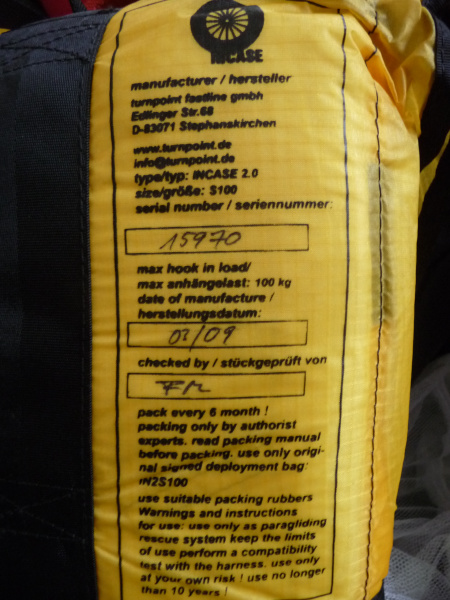 INCASE
manufacturer / hersteller
turnpoint fastline gmbh
Edlinger Str.68
D-83071 Stephanskirchen
www.turnpoint.de
info@turnpoint.de
type/typ: INCASE 2.0
size/größe: S100
serial number / seriennummer:
15970
max hook in load/
max anhängelast: 100 kg
date of manufacture /
herstellungsdatum:
03/09
checked by / stückgeprüft von
pack every 6 month !
packing only by authorist
experts. read packing manual
before packing. use only origi-
nal signed deployment bag:
IN2S100
use suitable packing rubbers
Warnings and instructions
for use: use only as paragliding
rescue system keep the limits
of use perform a compatibility
test with the harness. use only
at your own risk ! use no longer
than 10 years !